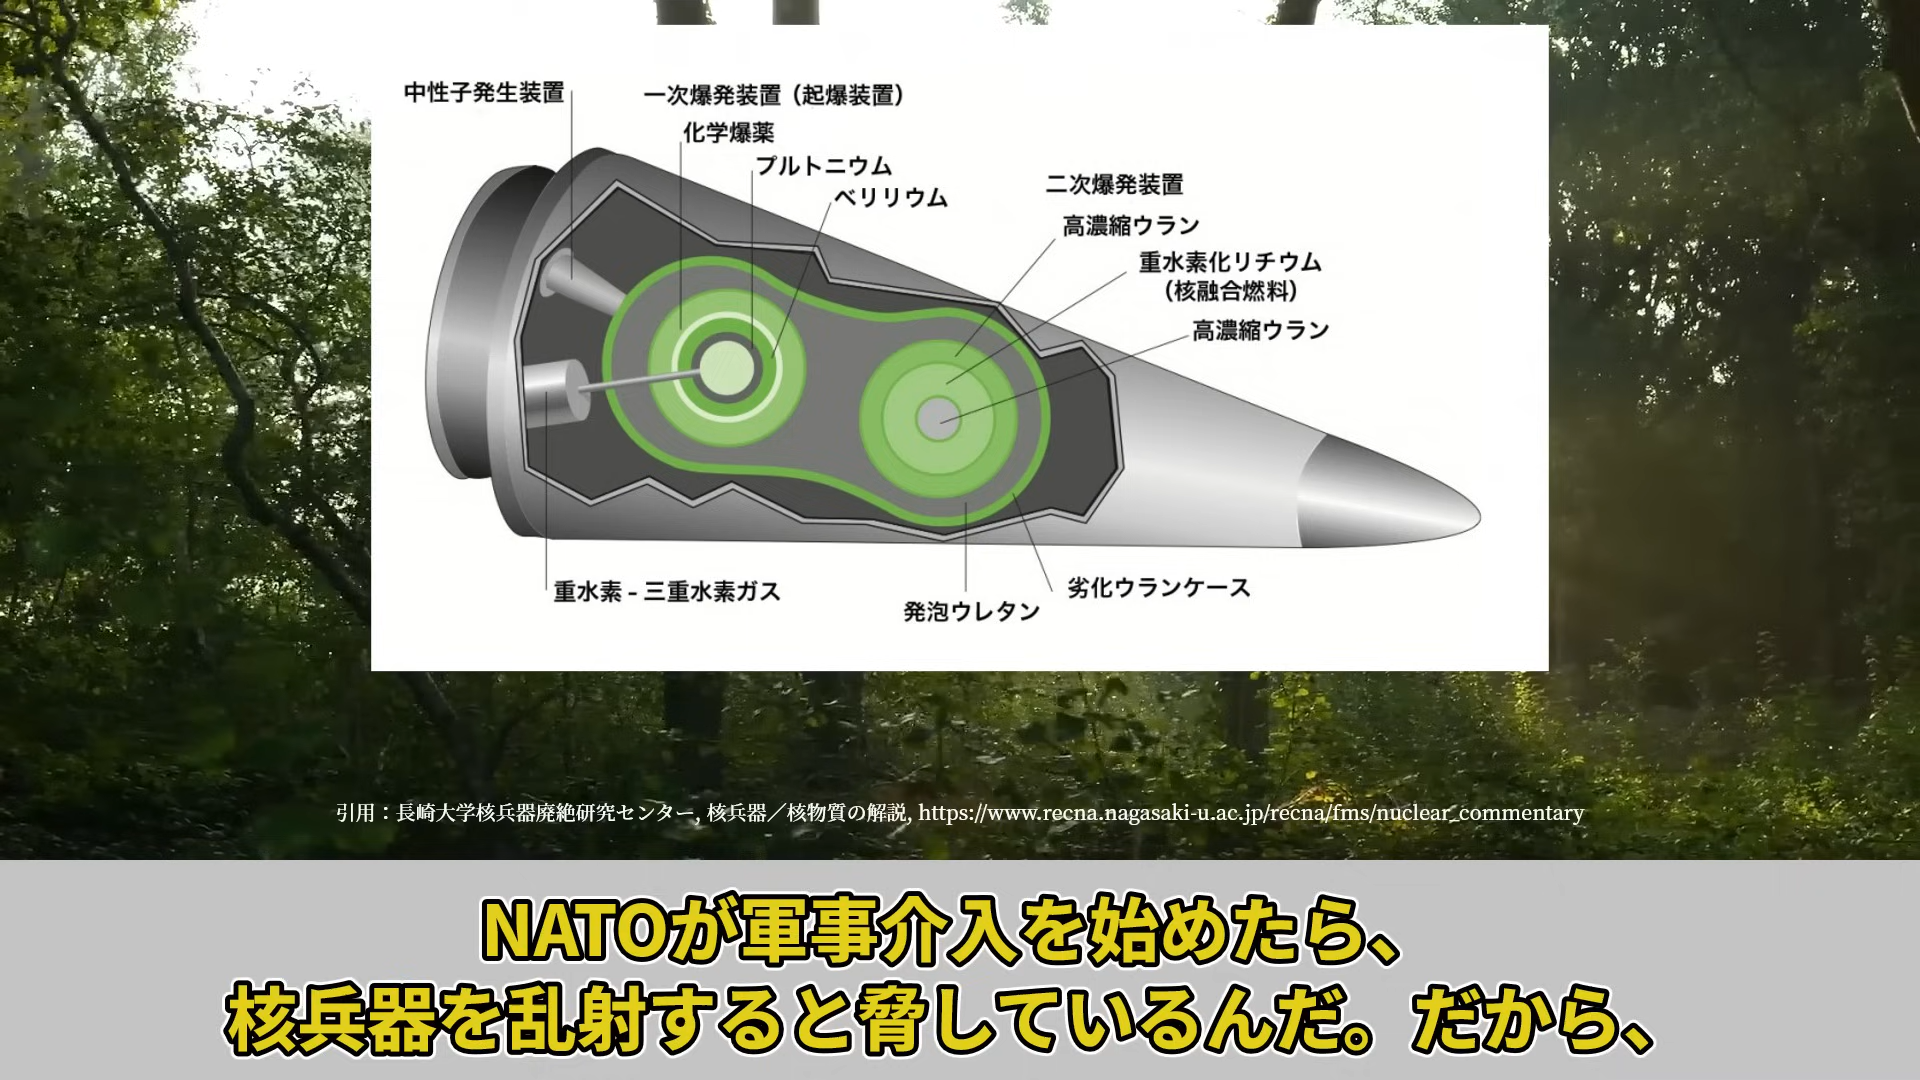 中性子発生装置
一次爆発装置（起爆装置）
化学爆薬
プルトニウム
ベリリウム
二次爆発装置
高濃縮ウラン
重水素化リチウム
（核融合燃料）
高濃縮ウラン
重水素 - 三重水素ガス
発泡ウレタン
劣化ウランケース
引用：長崎大学核兵器廃絶研究センター, 核兵器／核物質の解説, https://www.recna.nagasaki-u.ac.jp/recna/fms/nuclear_commentary
NATOが軍事介入を始めたら、
核兵器を乱射すると脅しているんだ。だから、